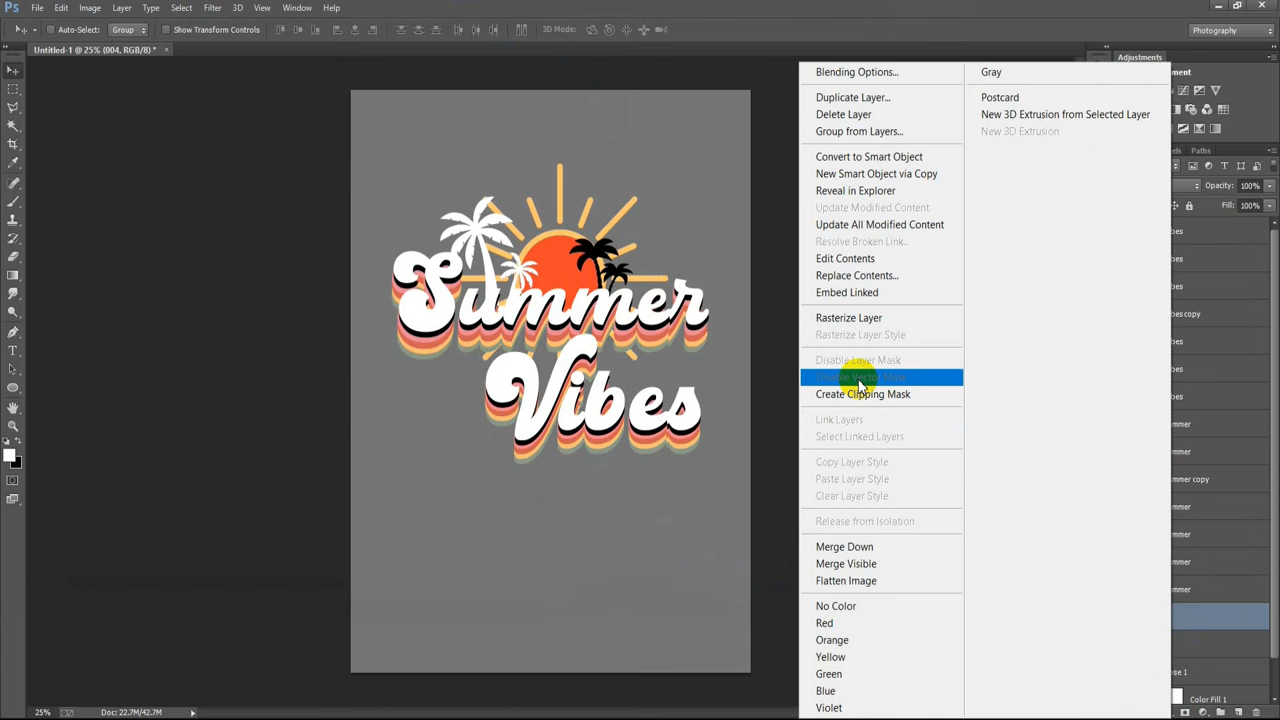 Ps File Edit Image Layer Type Select Filter 3D View Window Help
Auto-Select: Group Show Transform Controls 3D Mode: Photography
Untitled-1 @ 25% (004, RGB/8) * ×
Adjustments
Paths
Opacity: 100%
Fill: 100%
Blending Options...
Duplicate Layer...
Delete Layer
Group from Layers...
Convert to Smart Object
New Smart Object via Copy
Reveal in Explorer
Update Modified Content
Update All Modified Content
Resolve Broken Link...
Edit Contents
Replace Contents...
Embed Linked
Rasterize Layer
Rasterize Layer Style
Disable Layer Mask
Disable Vector Mask
Create Clipping Mask
Link Layers
Select Linked Layers
Copy Layer Style
Paste Layer Style
Clear Layer Style
Release from Isolation
Merge Down
Merge Visible
Flatten Image
No Color
Red
Orange
Yellow
Green
Blue
Violet
Gray
Postcard
New 3D Extrusion from Selected Layer
New 3D Extrusion
Summer
Vibes
Color Fill 1
25% Doc: 22.7M/42.7M